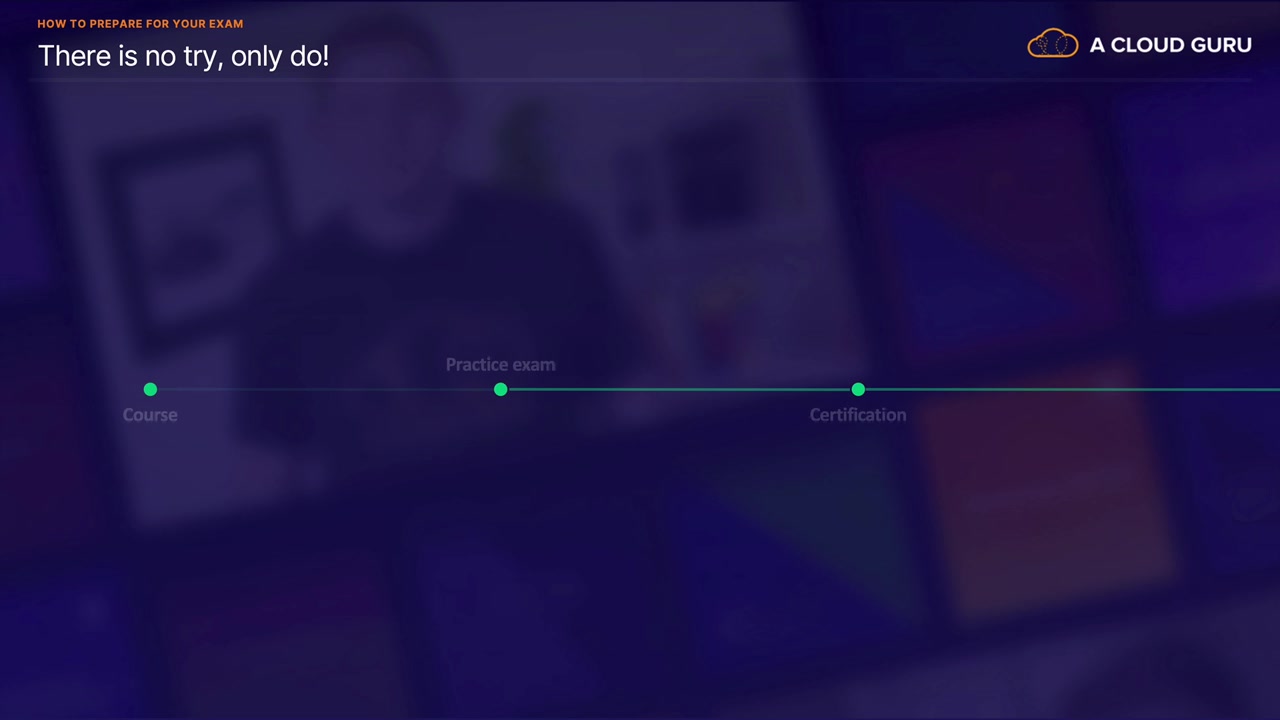 HOW TO PREPARE FOR YOUR EXAM
There is no try, only do!
A CLOUD GURU
Practice exam
Course
Certification